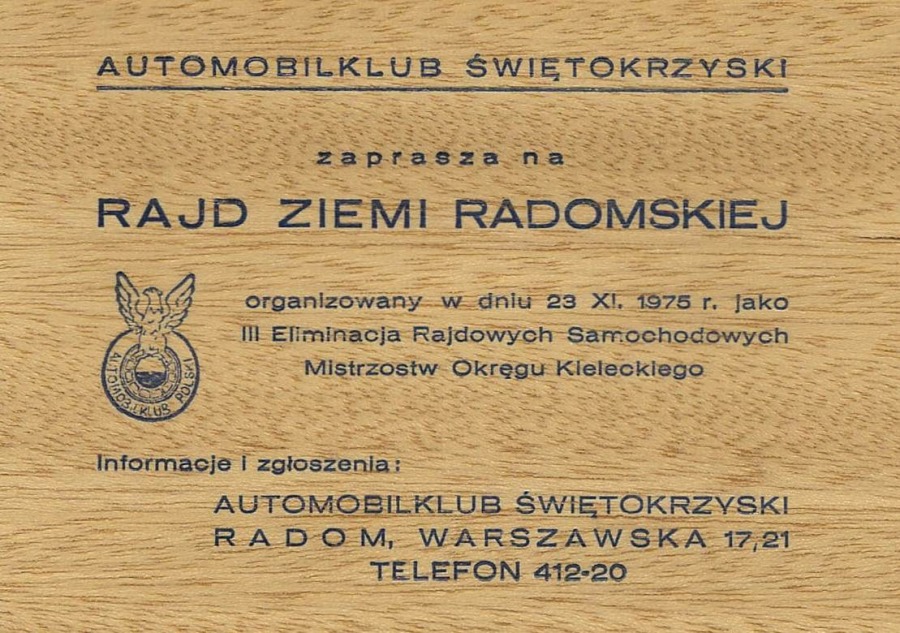 AUTOMOBILKLUB ŚWIĘTOKRZYSKI
zaprasza na
RAJD ZIEMI RADOMSKIEJ
organizowany w dniu 23 XI. 1975 r. jako
III Eliminacja Rajdowych Samochodowych
Mistrzostw Okręgu Kieleckiego
AUTOMOBILKLUB POLSKI
Informacje i zgłoszenia:
AUTOMOBILKLUB ŚWIĘTOKRZYSKI
RADOM, WARSZAWSKA 17,21
TELEFON 412-20